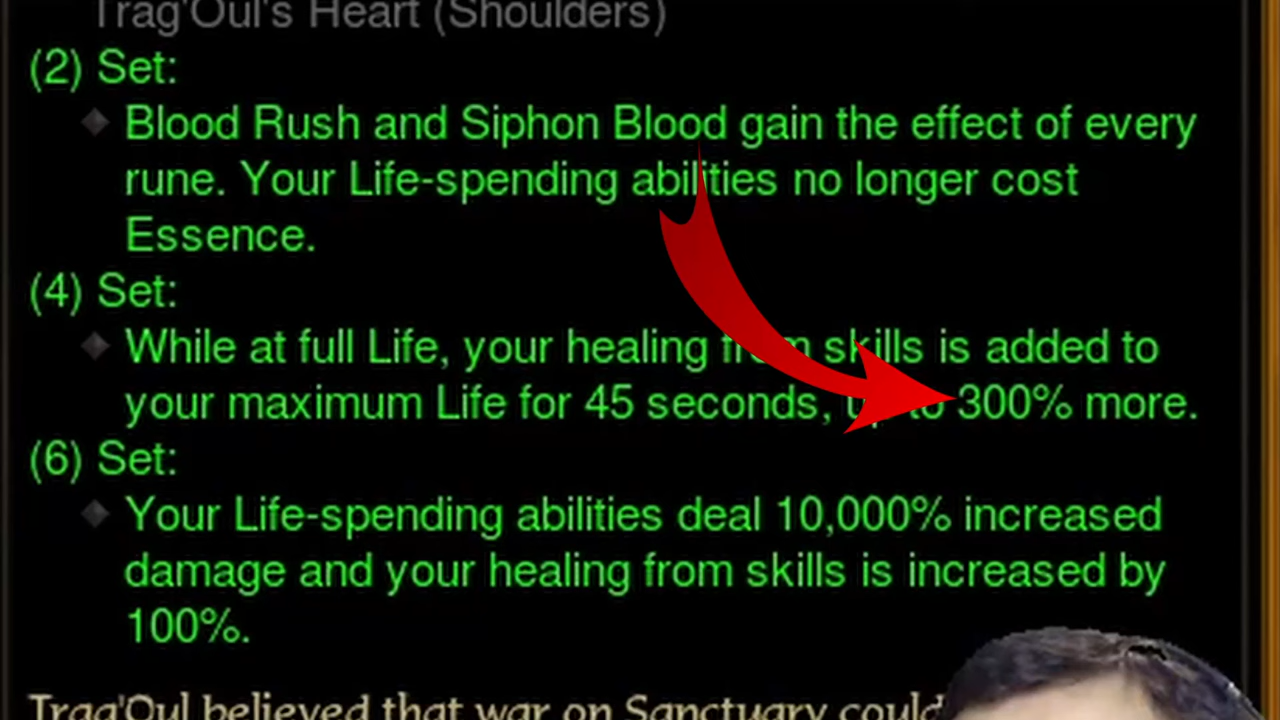 Trag'Oul's Heart (Shoulders)
(2) Set:
Blood Rush and Siphon Blood gain the effect of every
rune. Your Life-spending abilities no longer cost
Essence.
(4) Set:
While at full Life, your healing from skills is added to
your maximum Life for 45 seconds, up to 300% more.
(6) Set:
Your Life-spending abilities deal 10,000% increased
damage and your healing from skills is increased by
100%.
Trag'Oul believed that war on Sanctuary could